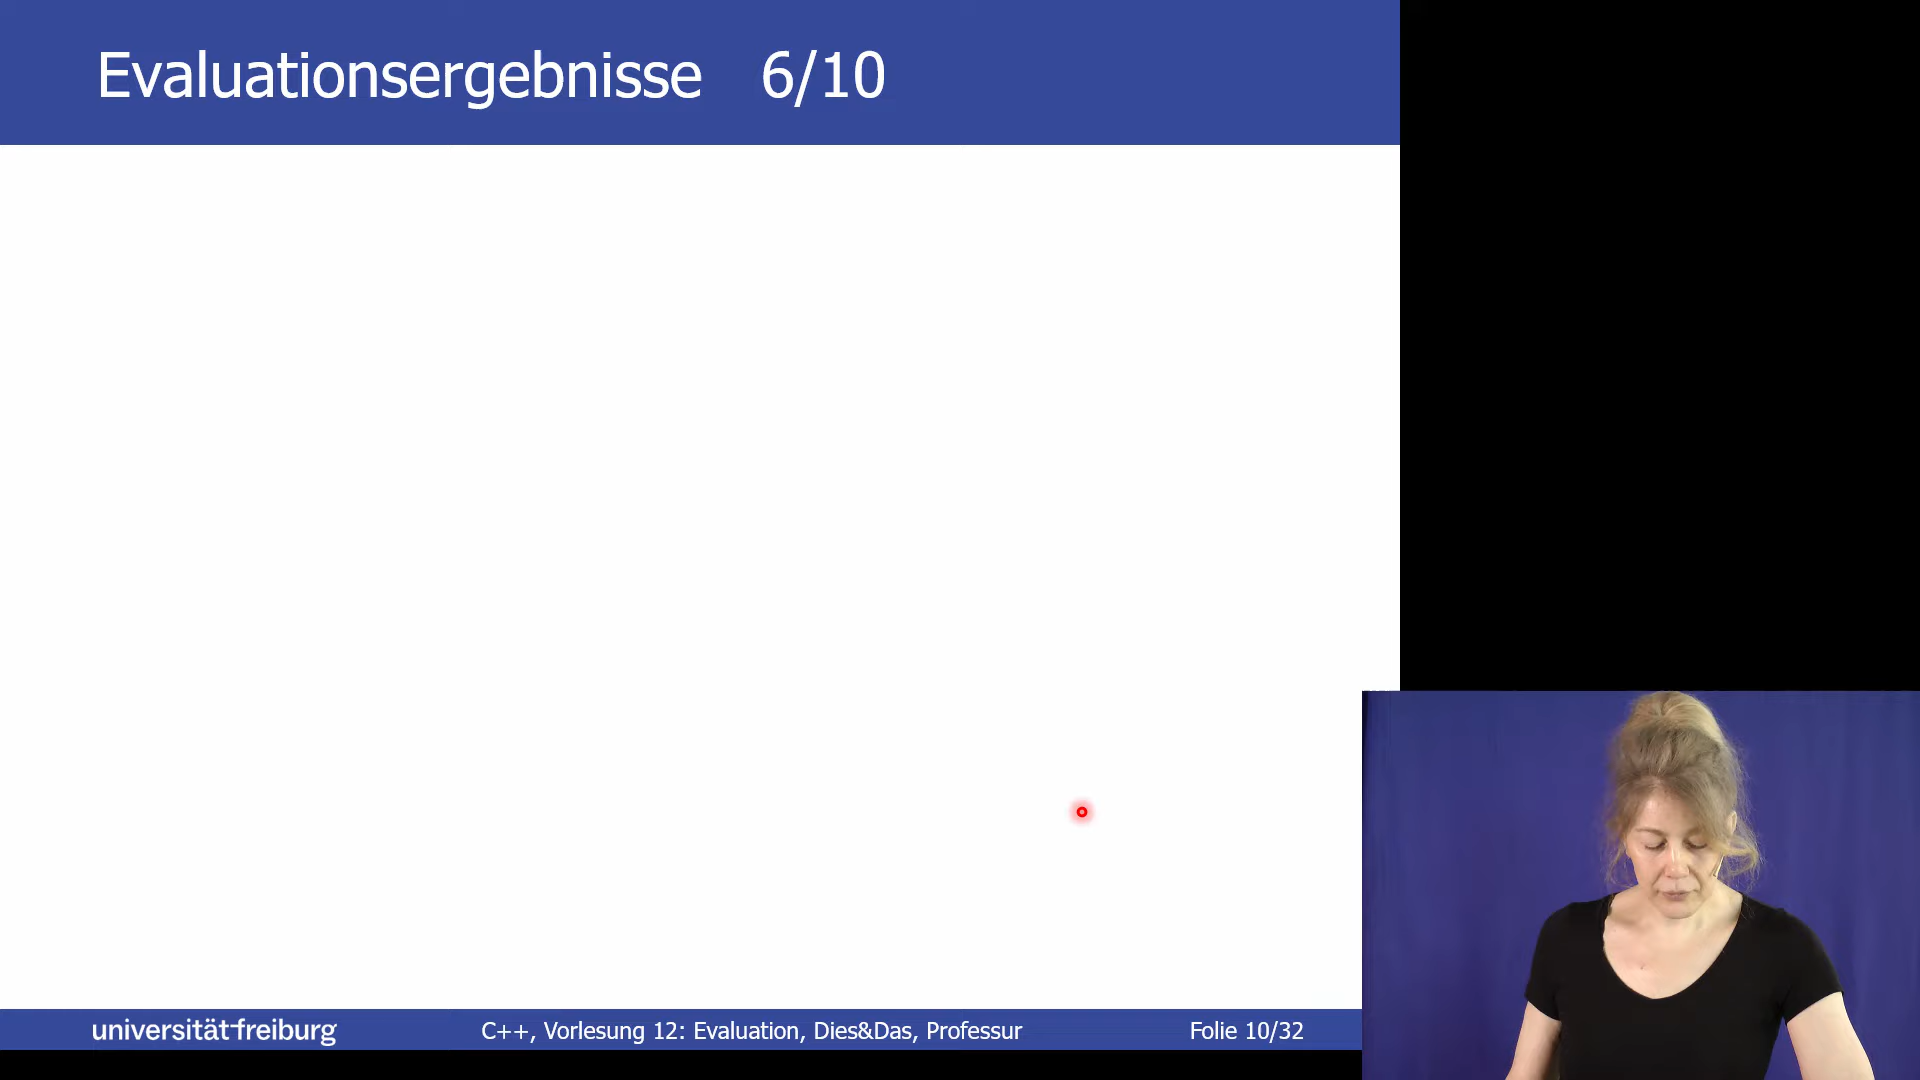 Evaluationsergebnisse 6/10
universität freiburg
C++, Vorlesung 12: Evaluation, Dies&Das, Professur
Folie 10/32